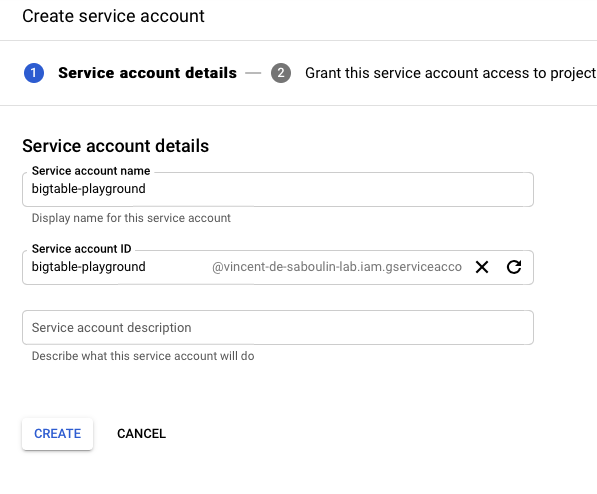 Create service account
1 Service account details — 2 Grant this service account access to project
Service account details
Service account name
bigtable-playground
Display name for this service account
Service account ID
bigtable-playground @vincent-de-saboulin-lab.iam.gserviceacco
Service account description
Describe what this service account will do
CREATE CANCEL